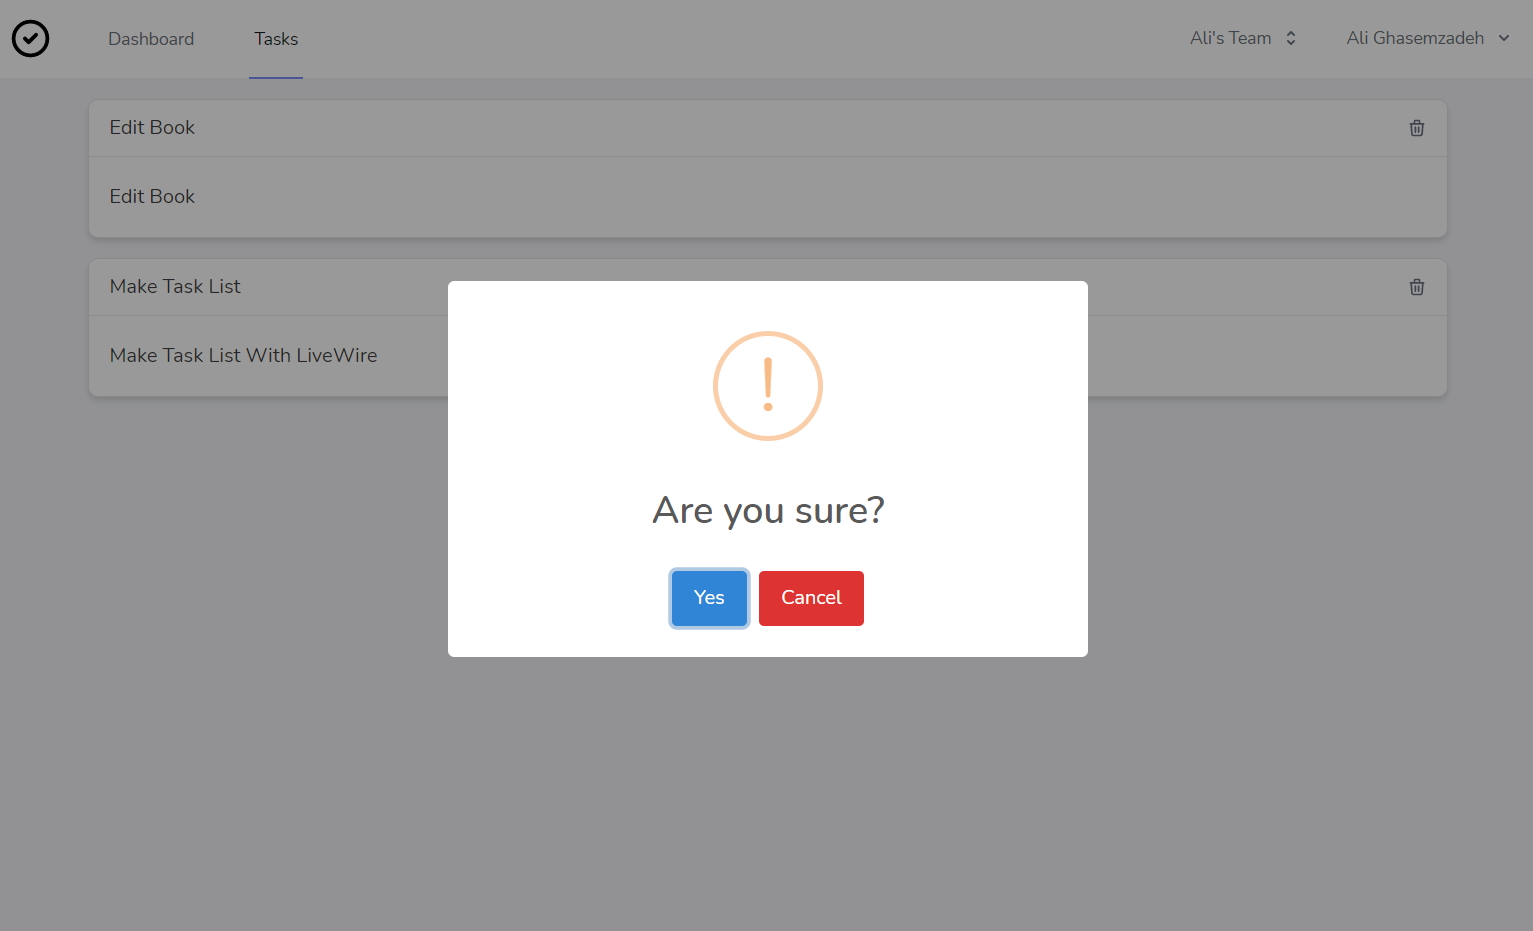 Dashboard
Tasks
Ali's Team
Ali Ghasemzadeh
Edit Book
Edit Book
Make Task List
Make Task List With LiveWire
!
Are you sure?
Yes
Cancel